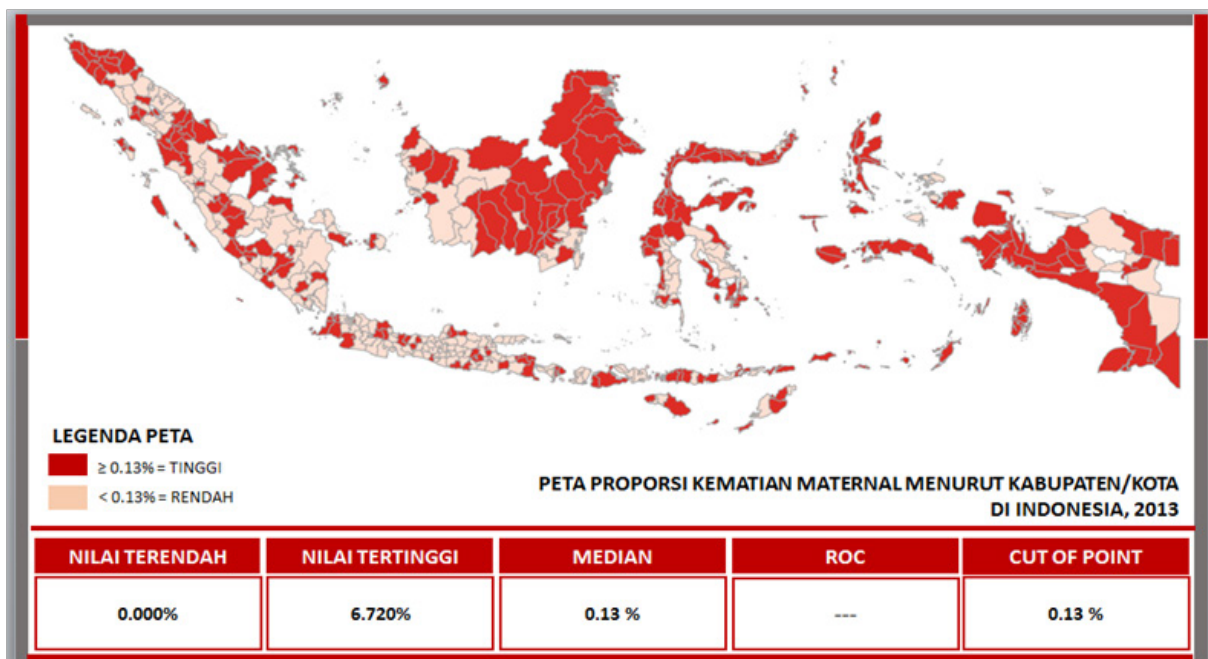 LEGENDA PETA
≥ 0.13% = TINGGI
< 0.13% = RENDAH
PETA PROPORSI KEMATIAN MATERNAL MENURUT KABUPATEN/KOTA
DI INDONESIA, 2013
NILAI TERENDAH NILAI TERTINGGI MEDIAN ROC CUT OF POINT
0.000% 6.720% 0.13 % --- 0.13 %